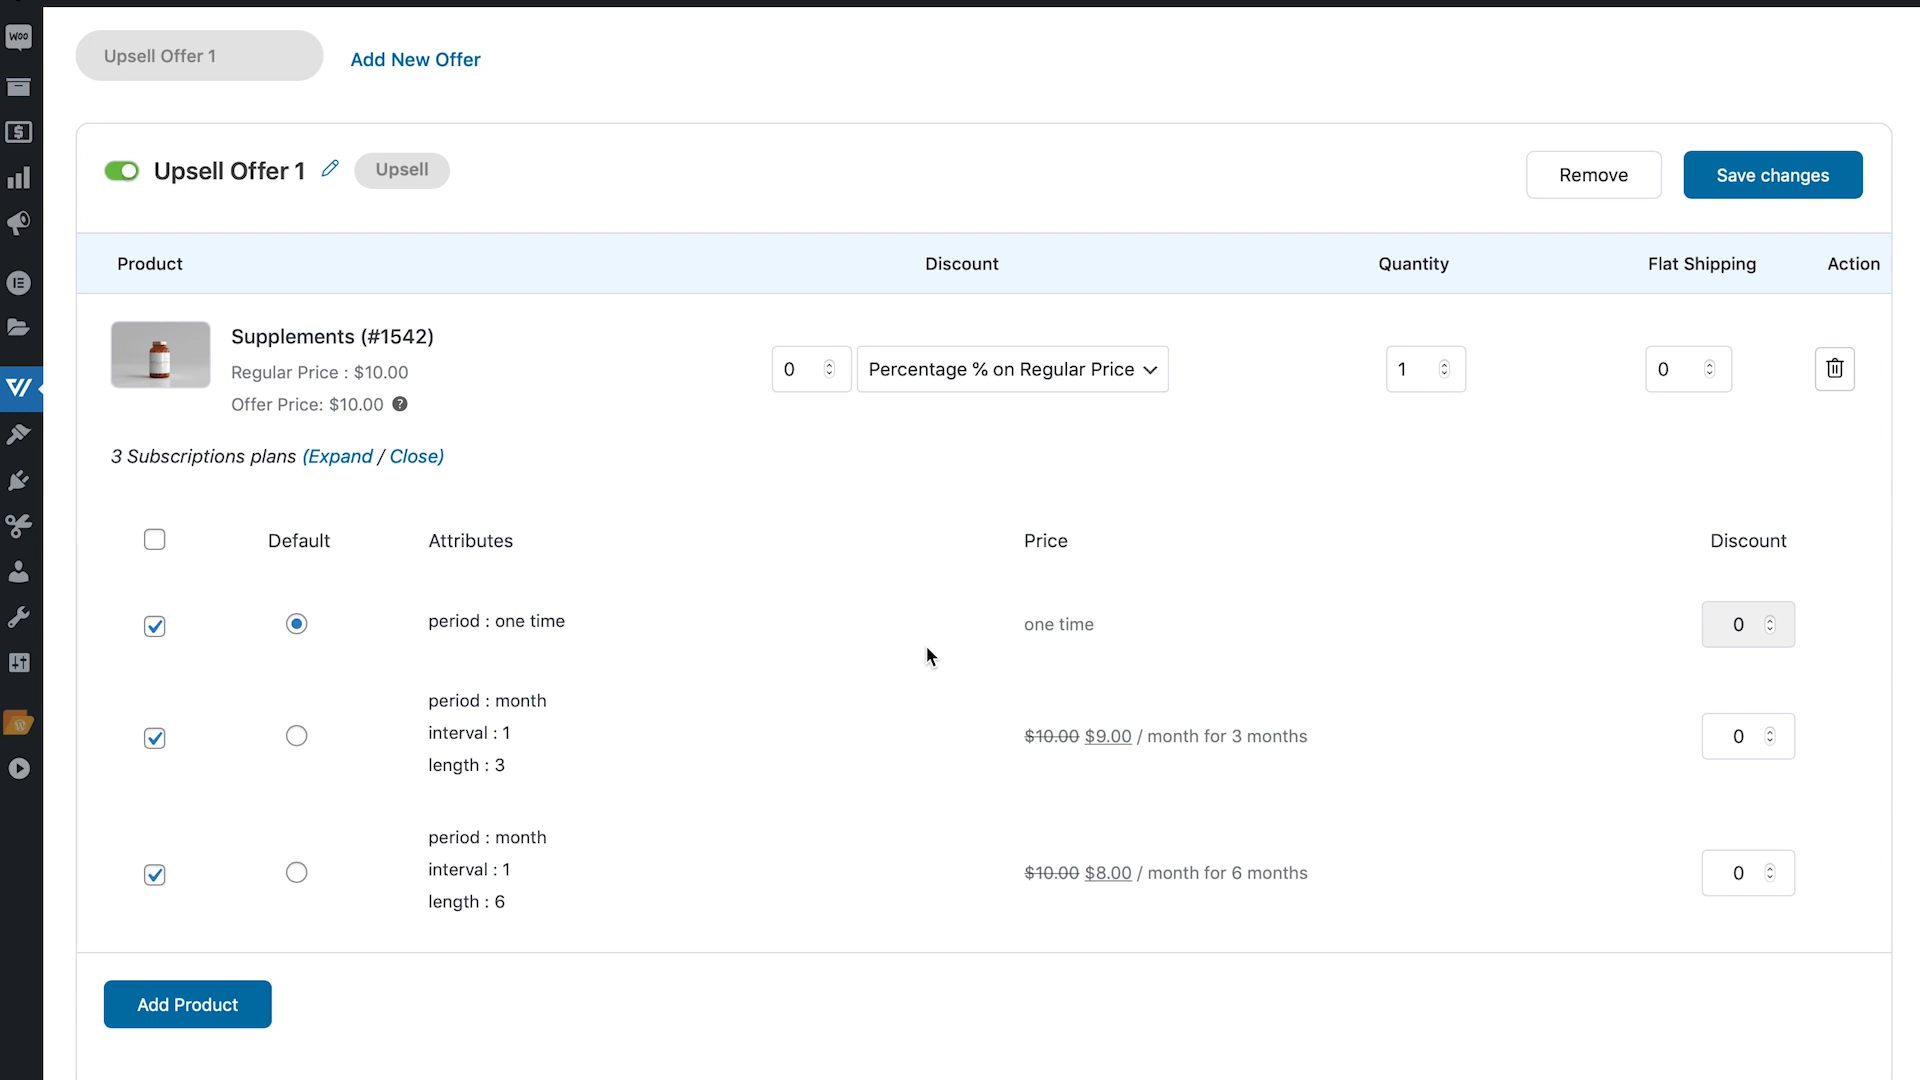 Woo
Upsell Offer 1
Add New Offer
Upsell Offer 1
Upsell
Remove
Save changes
Product
Discount
Quantity
Flat Shipping
Action
Supplements (#1542)
Regular Price : $10.00
Offer Price: $10.00 ?
0
Percentage % on Regular Price
1
0
3 Subscriptions plans (Expand / Close)
Default
Attributes
Price
Discount
period : one time
one time
0
period : month
interval : 1
length : 3
$10.00 $9.00 / month for 3 months
0
period : month
interval : 1
length : 6
$10.00 $8.00 / month for 6 months
0
Add Product